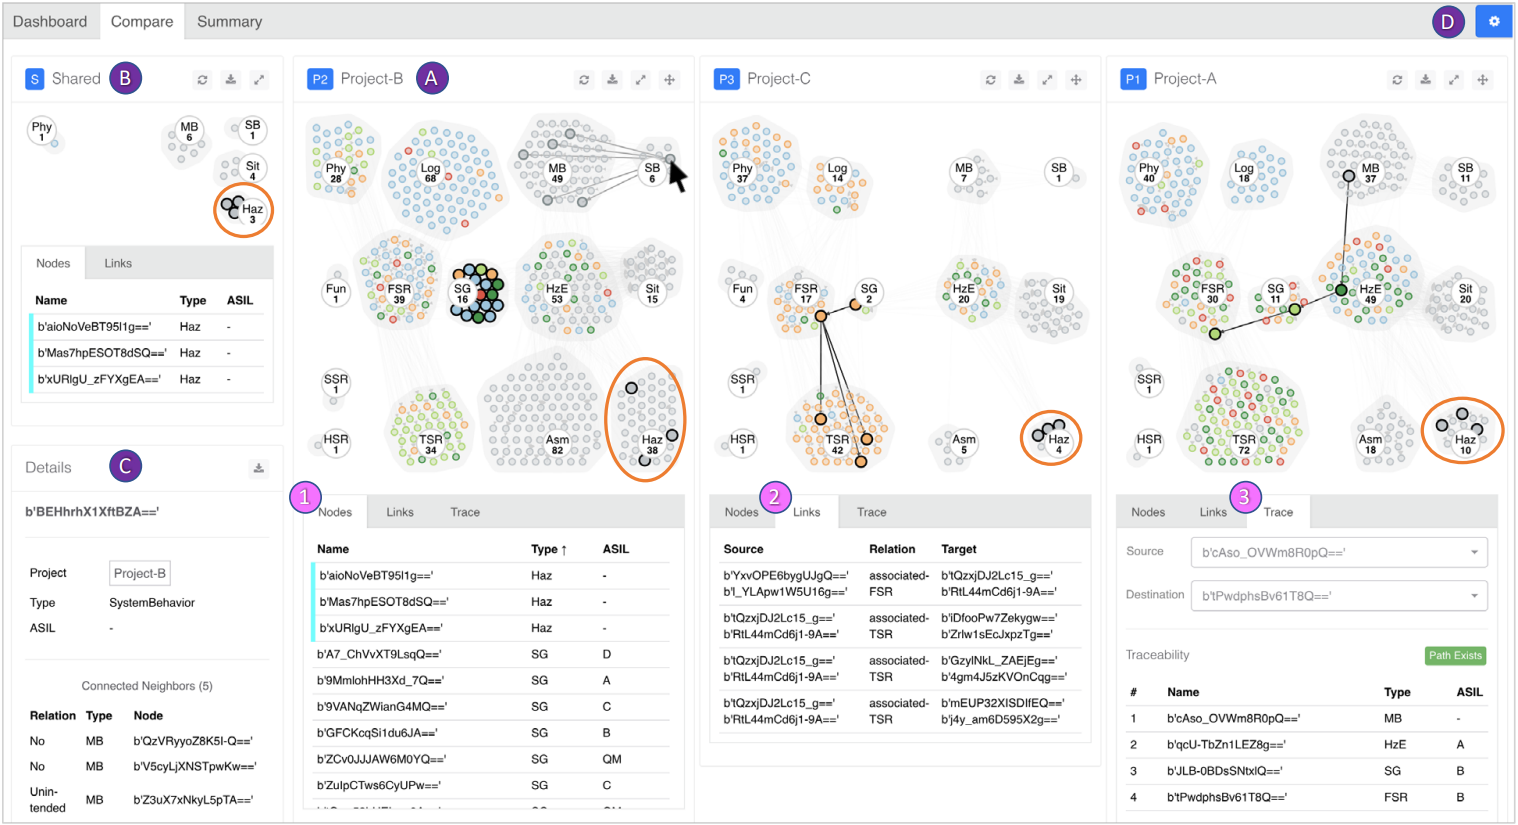 Dashboard
Compare
Summary
D
S Shared B
Phy
1
MB
6
SB
1
Sit
4
Haz
3
Nodes
Links
Name Type ASIL
b'aioNoVeBT95l1g==' Haz -
b'Mas7hpESOT8dSQ==' Haz -
b'xURlgU_zFYXgEA==' Haz -
Details C
b'BEHhrhX1XftBZA=='
Project Project-B
Type SystemBehavior
ASIL -
Connected Neighbors (5)
Relation Type Node
No MB b'QzVRyyoZ8K5I-Q=='
No MB b'V5cyLjXNSTpwKw=='
Unin-
tended MB b'Z3uX7xNkyL5pTA=='
P2 Project-B A
Phy
28
Log
68
MB
49
SB
6
Fun
1
FSR
39
SG
16
HzE
53
Sit
15
SSR
1
HSR
1
TSR
34
Asm
82
Haz
38
1
Nodes
Links
Trace
Name Type ↑ ASIL
b'aioNoVeBT95l1g==' Haz -
b'Mas7hpESOT8dSQ==' Haz -
b'xURlgU_zFYXgEA==' Haz -
b'A7_ChVvXT9LsqQ==' SG D
b'9MmlohHH3Xd_7Q==' SG A
b'9VANqZWianG4MQ==' SG C
b'GFCKcqSi1du6JA==' SG B
b'ZCv0JJJAW6M0YQ==' SG QM
b'ZuIpCTws6CyUPw==' SG C
P3 Project-C
Phy
37
Log
14
MB
7
SB
1
Fun
4
FSR
17
SG
2
HzE
20
Sit
19
SSR
1
HSR
1
TSR
42
Asm
5
Haz
4
2
Nodes
Links
Trace
Source Relation Target
b'YxvOPE6bygUJgQ==' associated- b'tQzxjDJ2Lc15_g=='
b'l_YLApw1W5U16g==' FSR b'RtL44mCd6j1-9A=='
b'tQzxjDJ2Lc15_g==' associated- b'iDfooPw7Zekygw=='
b'RtL44mCd6j1-9A==' TSR b'Zrlw1sEcJxpzTg=='
b'tQzxjDJ2Lc15_g==' associated- b'GzylNkL_ZAEjEg=='
b'RtL44mCd6j1-9A==' TSR b'4gm4J5zKVOnCqg=='
b'tQzxjDJ2Lc15_g==' associated- b'mEUP32XISDIfEQ=='
b'RtL44mCd6j1-9A==' TSR b'j4y_am6D595X2g=='
P1 Project-A
Phy
40
Log
18
MB
37
SB
11
FSR
30
SG
11
HzE
49
Sit
20
SSR
1
HSR
1
TSR
72
Asm
18
Haz
10
3
Nodes
Links
Trace
Source b'cAso_OVWm8R0pQ=='
Destination b'tPwdphsBv61T8Q=='
Traceability Path Exists
# Name Type ASIL
1 b'cAso_OVWm8R0pQ==' MB -
2 b'qcU-TbZn1LEZ8g==' HzE A
3 b'JLB-0BDsSNtxlQ==' SG B
4 b'tPwdphsBv61T8Q==' FSR B